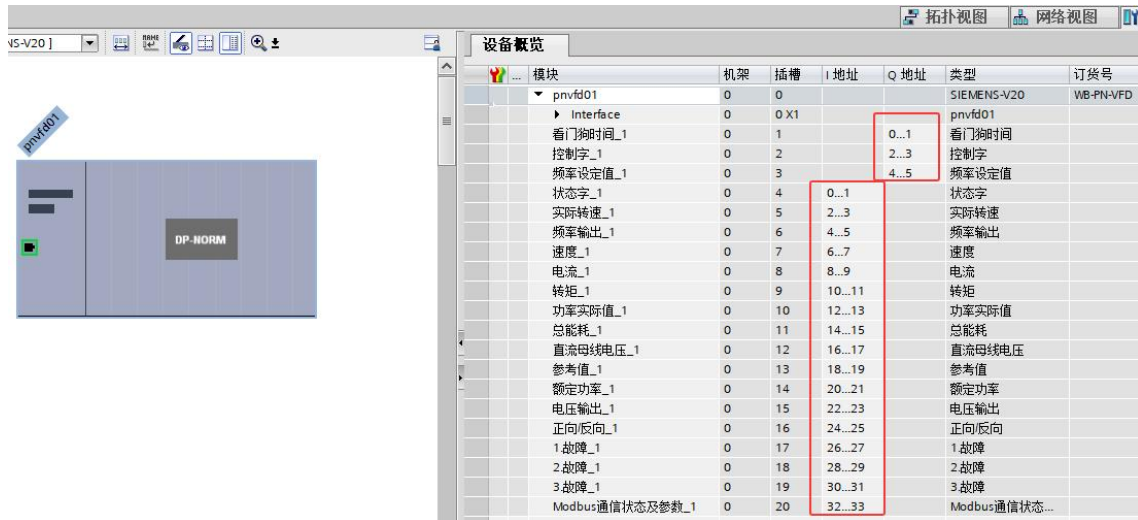 拓扑视图 网络视图
NS-V20 ]
设备概览
... 模块 机架 插槽 I 地址 Q 地址 类型 订货号
pnvfd01 0 0 SIEMENS-V20 WB-PN-VFD
Interface 0 0 X1 pnvfd01
看门狗时间_1 0 1 0...1 看门狗时间
控制字_1 0 2 2...3 控制字
频率设定值_1 0 3 4...5 频率设定值
状态字_1 0 4 0...1 状态字
实际转速_1 0 5 2...3 实际转速
频率输出_1 0 6 4...5 频率输出
速度_1 0 7 6...7 速度
电流_1 0 8 8...9 电流
转矩_1 0 9 10...11 转矩
功率实际值_1 0 10 12...13 功率实际值
总能耗_1 0 11 14...15 总能耗
直流母线电压_1 0 12 16...17 直流母线电压
参考值_1 0 13 18...19 参考值
额定功率_1 0 14 20...21 额定功率
电压输出_1 0 15 22...23 电压输出
正向/反向_1 0 16 24...25 正向/反向
1.故障_1 0 17 26...27 1.故障
2.故障_1 0 18 28...29 2.故障
3.故障_1 0 19 30...31 3.故障
Modbus通信状态及参数_1 0 20 32...33 Modbus通信状态...
pnvfd01
DP-NORM